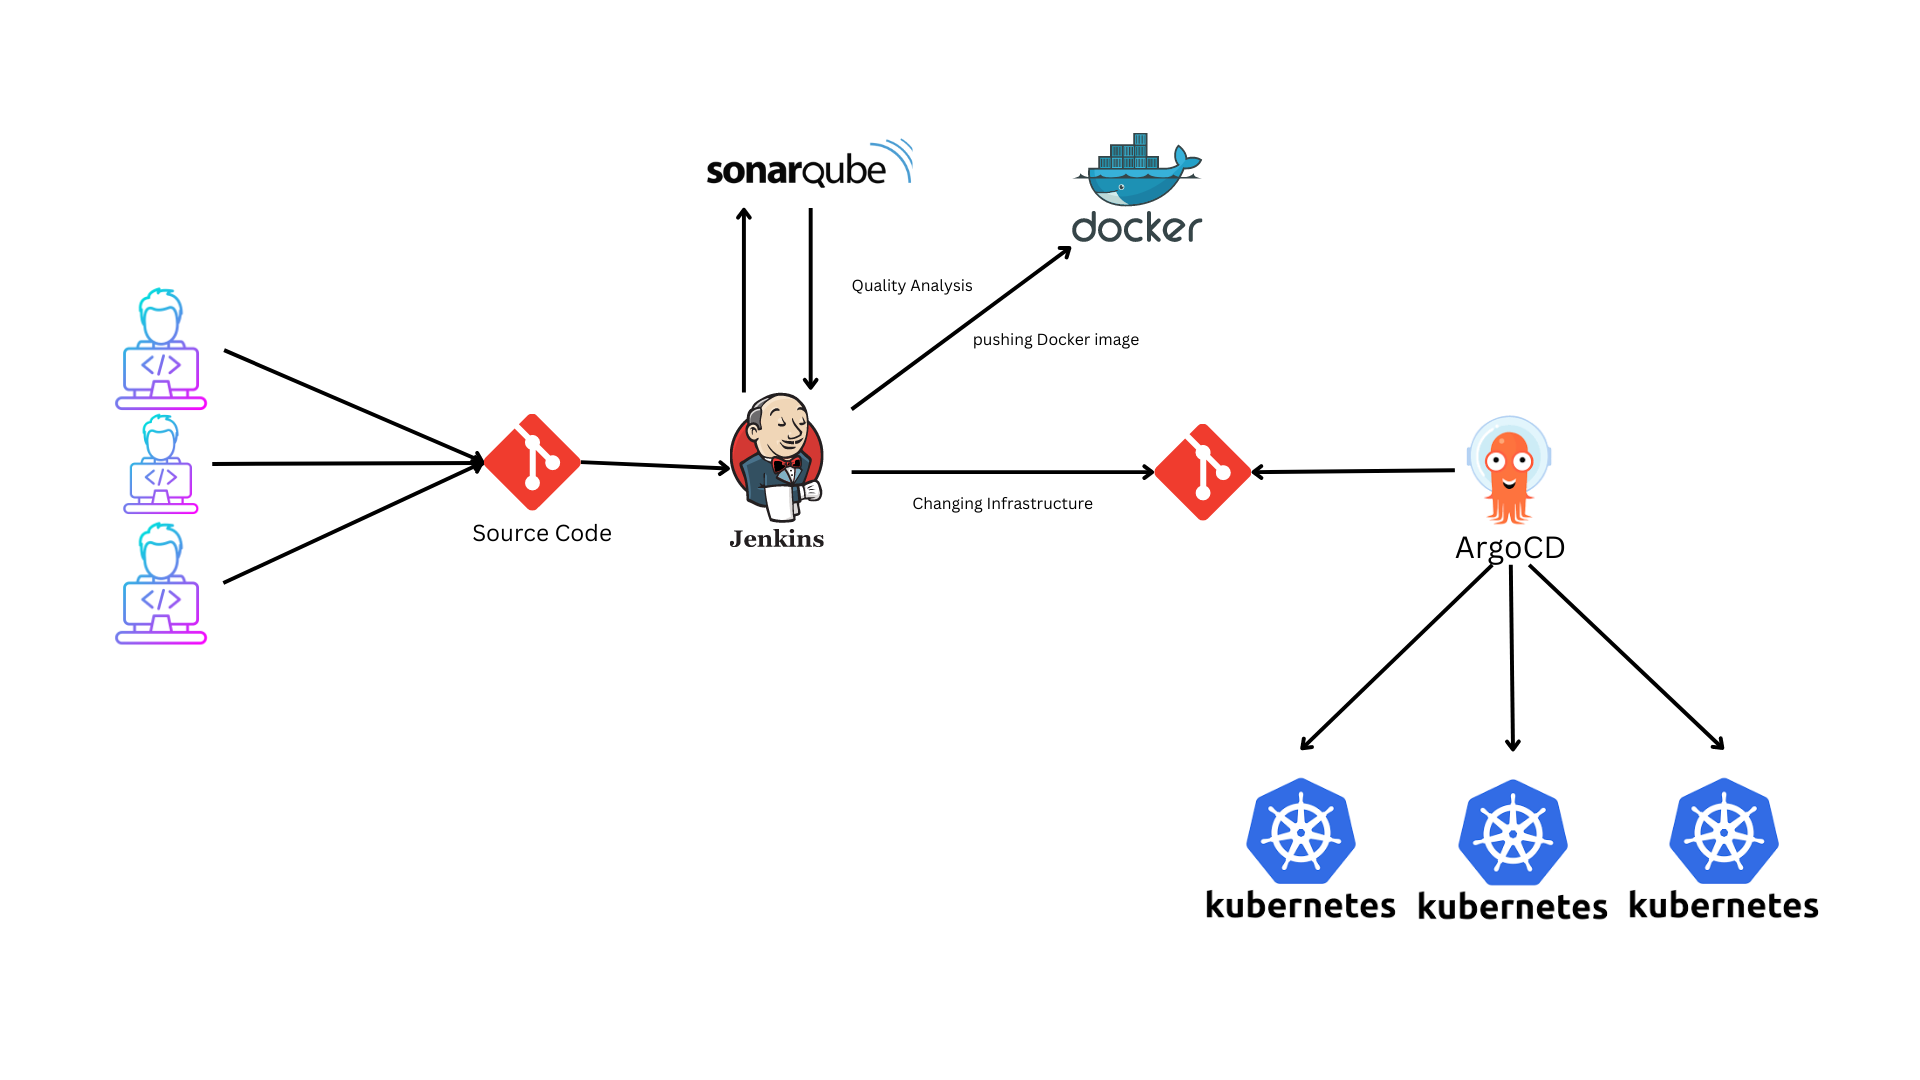 sonarqube
docker
Quality Analysis
pushing Docker image
</>
</>
</>
Source Code
Jenkins
Changing Infrastructure
ArgoCD
kubernetes
kubernetes
kubernetes